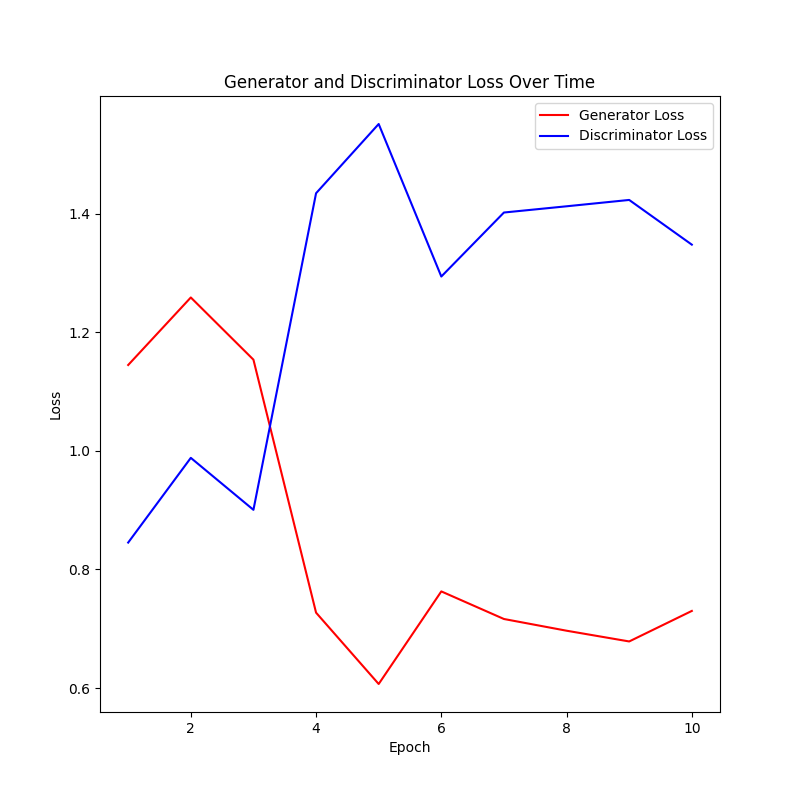 Generator and Discriminator Loss Over Time
Generator Loss
Discriminator Loss
1.4
1.2
1.0
0.8
0.6
Loss
2
4
6
8
10
Epoch